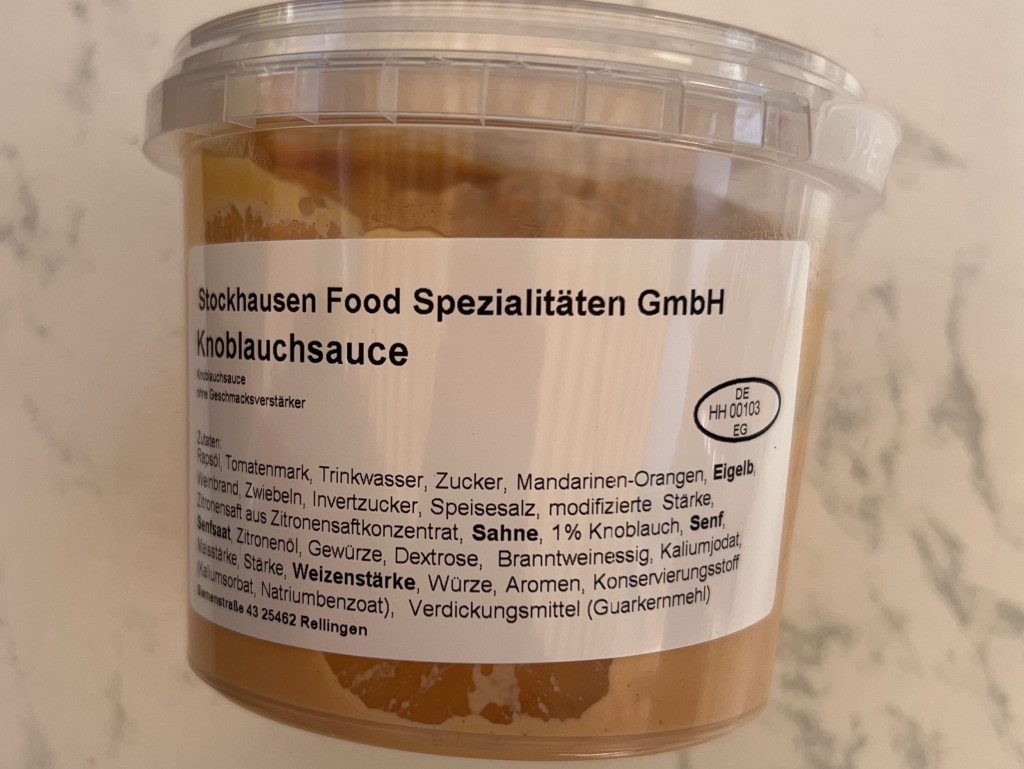 Stockhausen Food Spezialitäten GmbH
Knoblauchsauce
Knoblauchsauce
ohne Geschmacksverstärker
DE
HH 00103
EG
Zutaten:
Rapsöl, Tomatenmark, Trinkwasser, Zucker, Mandarinen-Orangen, Eigelb,
Weinbrand, Zwiebeln, Invertzucker, Speisesalz, modifizierte Stärke,
Zitronensaft aus Zitronensaftkonzentrat, Sahne, 1% Knoblauch, Senf,
Senfsaat, Zitronenöl, Gewürze, Dextrose, Branntweinessig, Kaliumjodat,
Maisstärke, Stärke, Weizenstärke, Würze, Aromen, Konservierungsstoff
(Kaliumsorbat, Natriumbenzoat), Verdickungsmittel (Guarkernmehl)
43 25462 Rellingen
OPE